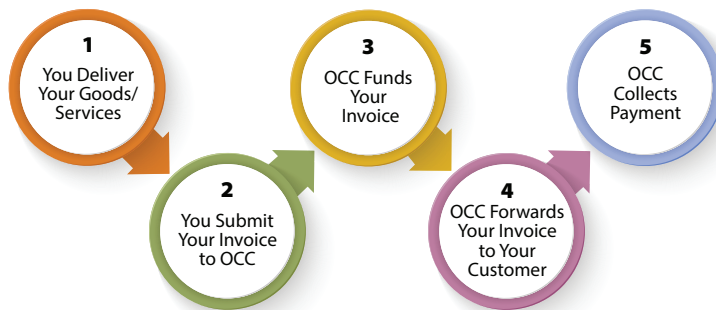 1
You Deliver
Your Goods/
Services
2
You Submit
Your Invoice
to OCC
3
OCC Funds
Your
Invoice
4
OCC Forwards
Your Invoice
to Your
Customer
5
OCC
Collects
Payment